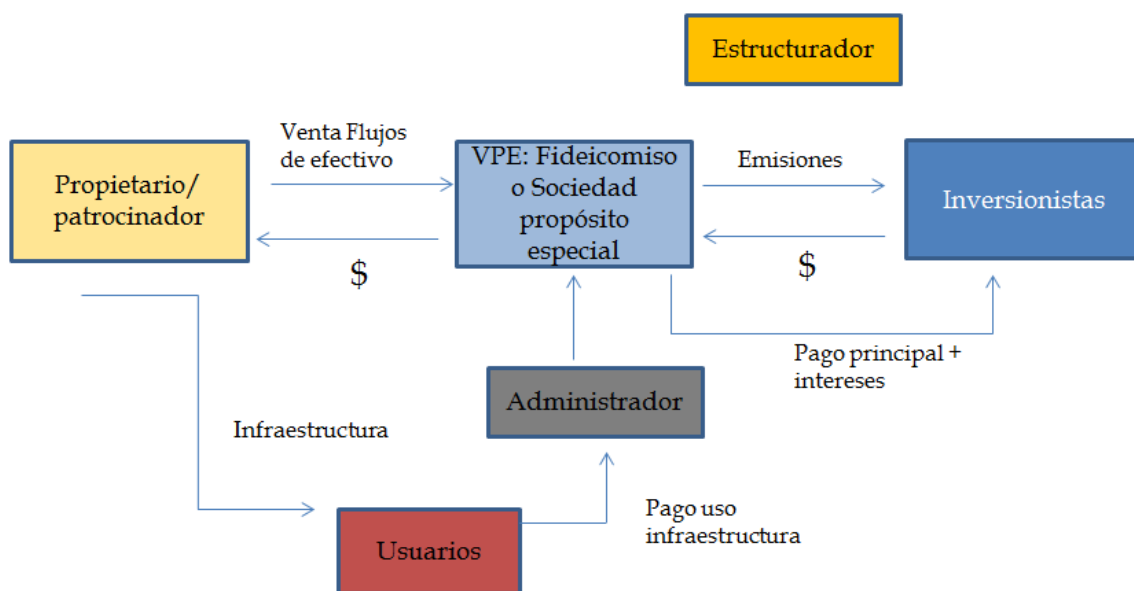 Estructurador
Venta Flujos
de efectivo
Propietario/
patrocinador
VPE: Fideicomiso
o Sociedad
propósito
especial
Emisiones
Inversionistas
$
$
Pago principal +
intereses
Administrador
Infraestructura
Pago uso
infraestructura
Usuarios